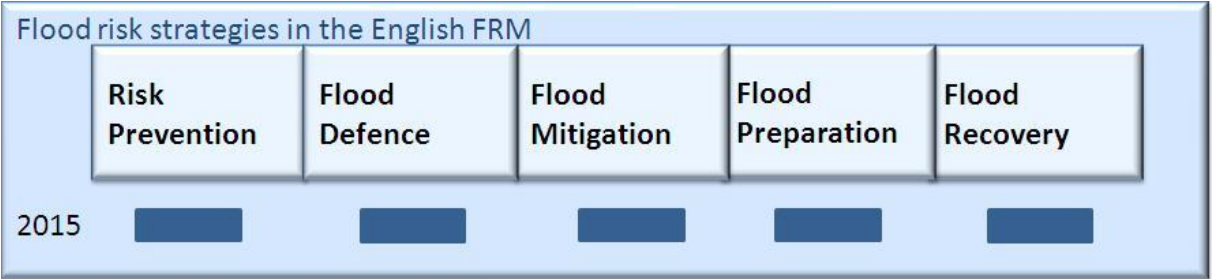 Flood risk strategies in the English FRM
Risk Prevention
Flood Defence
Flood Mitigation
Flood Preparation
Flood Recovery
2015